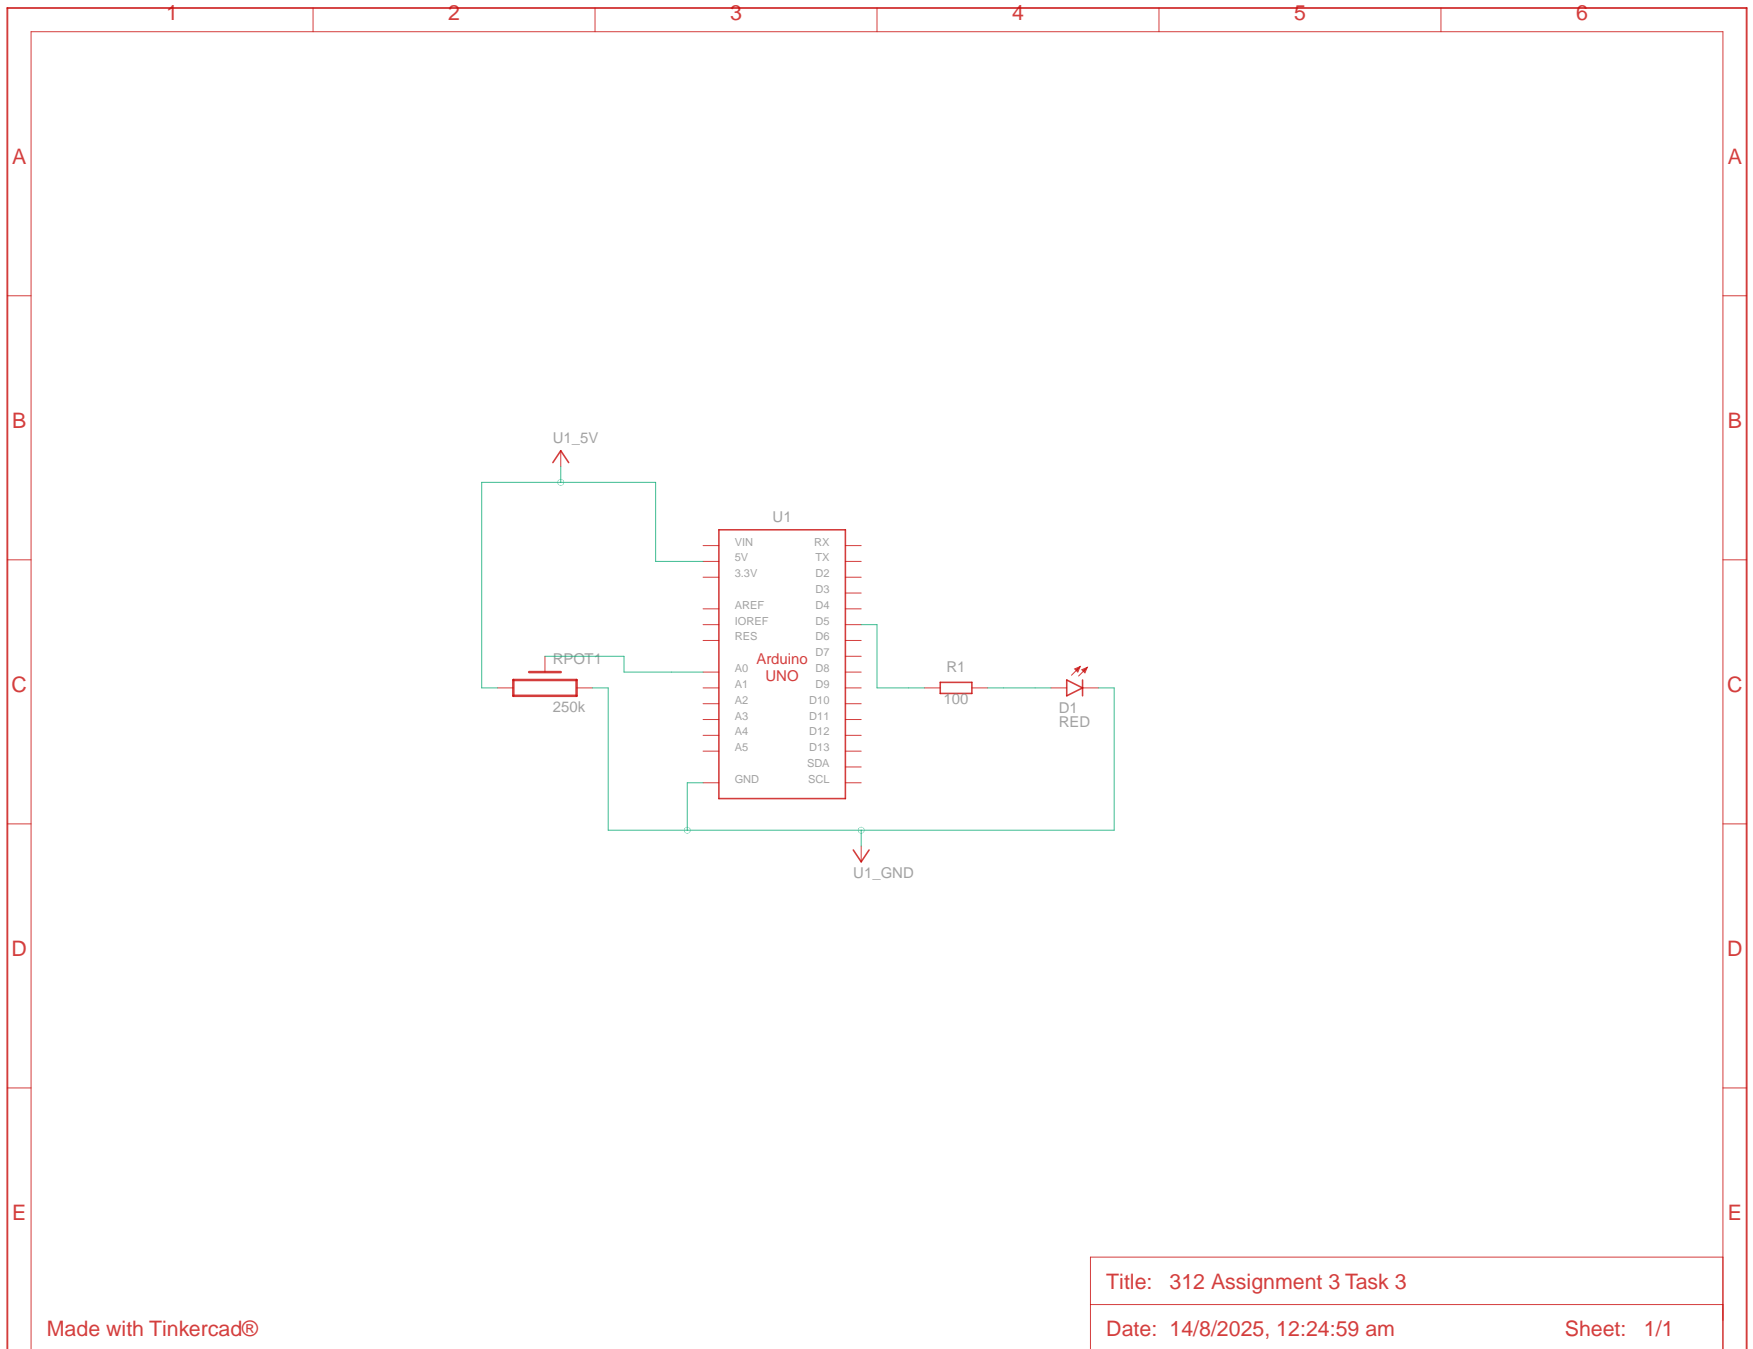 1 2 3 4 5 6
A A
B B
U1_5V
U1
VIN RX
5V TX
3.3V D2
D3
AREF D4
IOREF D5
RES D6
D7
RPOT1
A0 Arduino D8
A1 UNO D9
A2 D10
A3 D11
A4 D12
A5 D13
SDA
GND SCL
250k
R1
100
D1
RED
C C
U1_GND
D D
E E
Title: 312 Assignment 3 Task 3
Made with Tinkercad®
Date: 14/8/2025, 12:24:59 am Sheet: 1/1